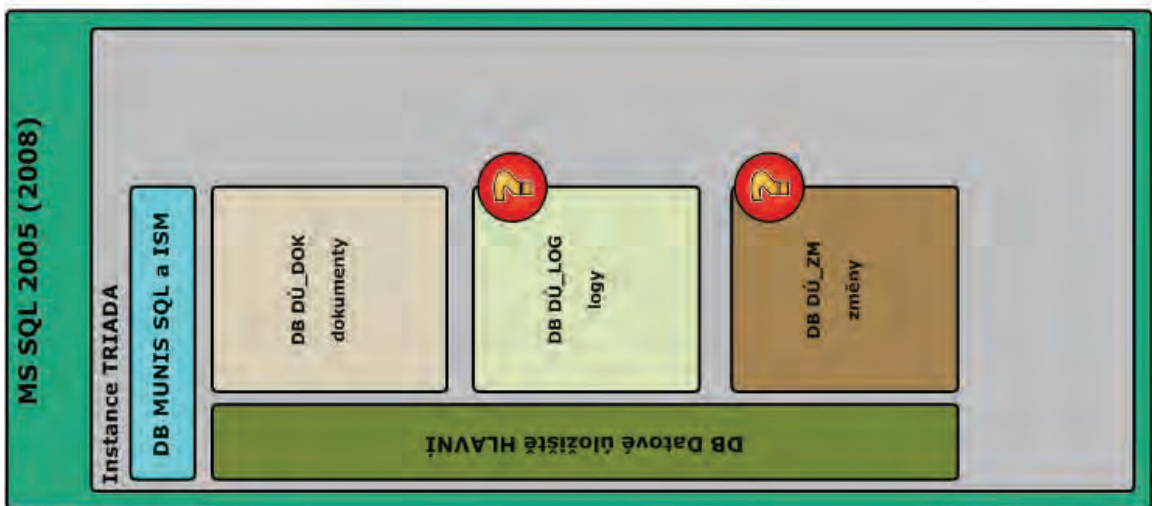 MS SQL 2005 (2008)
Instance TRIADA
DB MUNIS SQL a ISM
DB DÚ_DOK
dokumenty
DB DÚ_LOG
logy
DB DÚ_ZM
změny
DB Datové úložiště HLAVNÍ
?
?